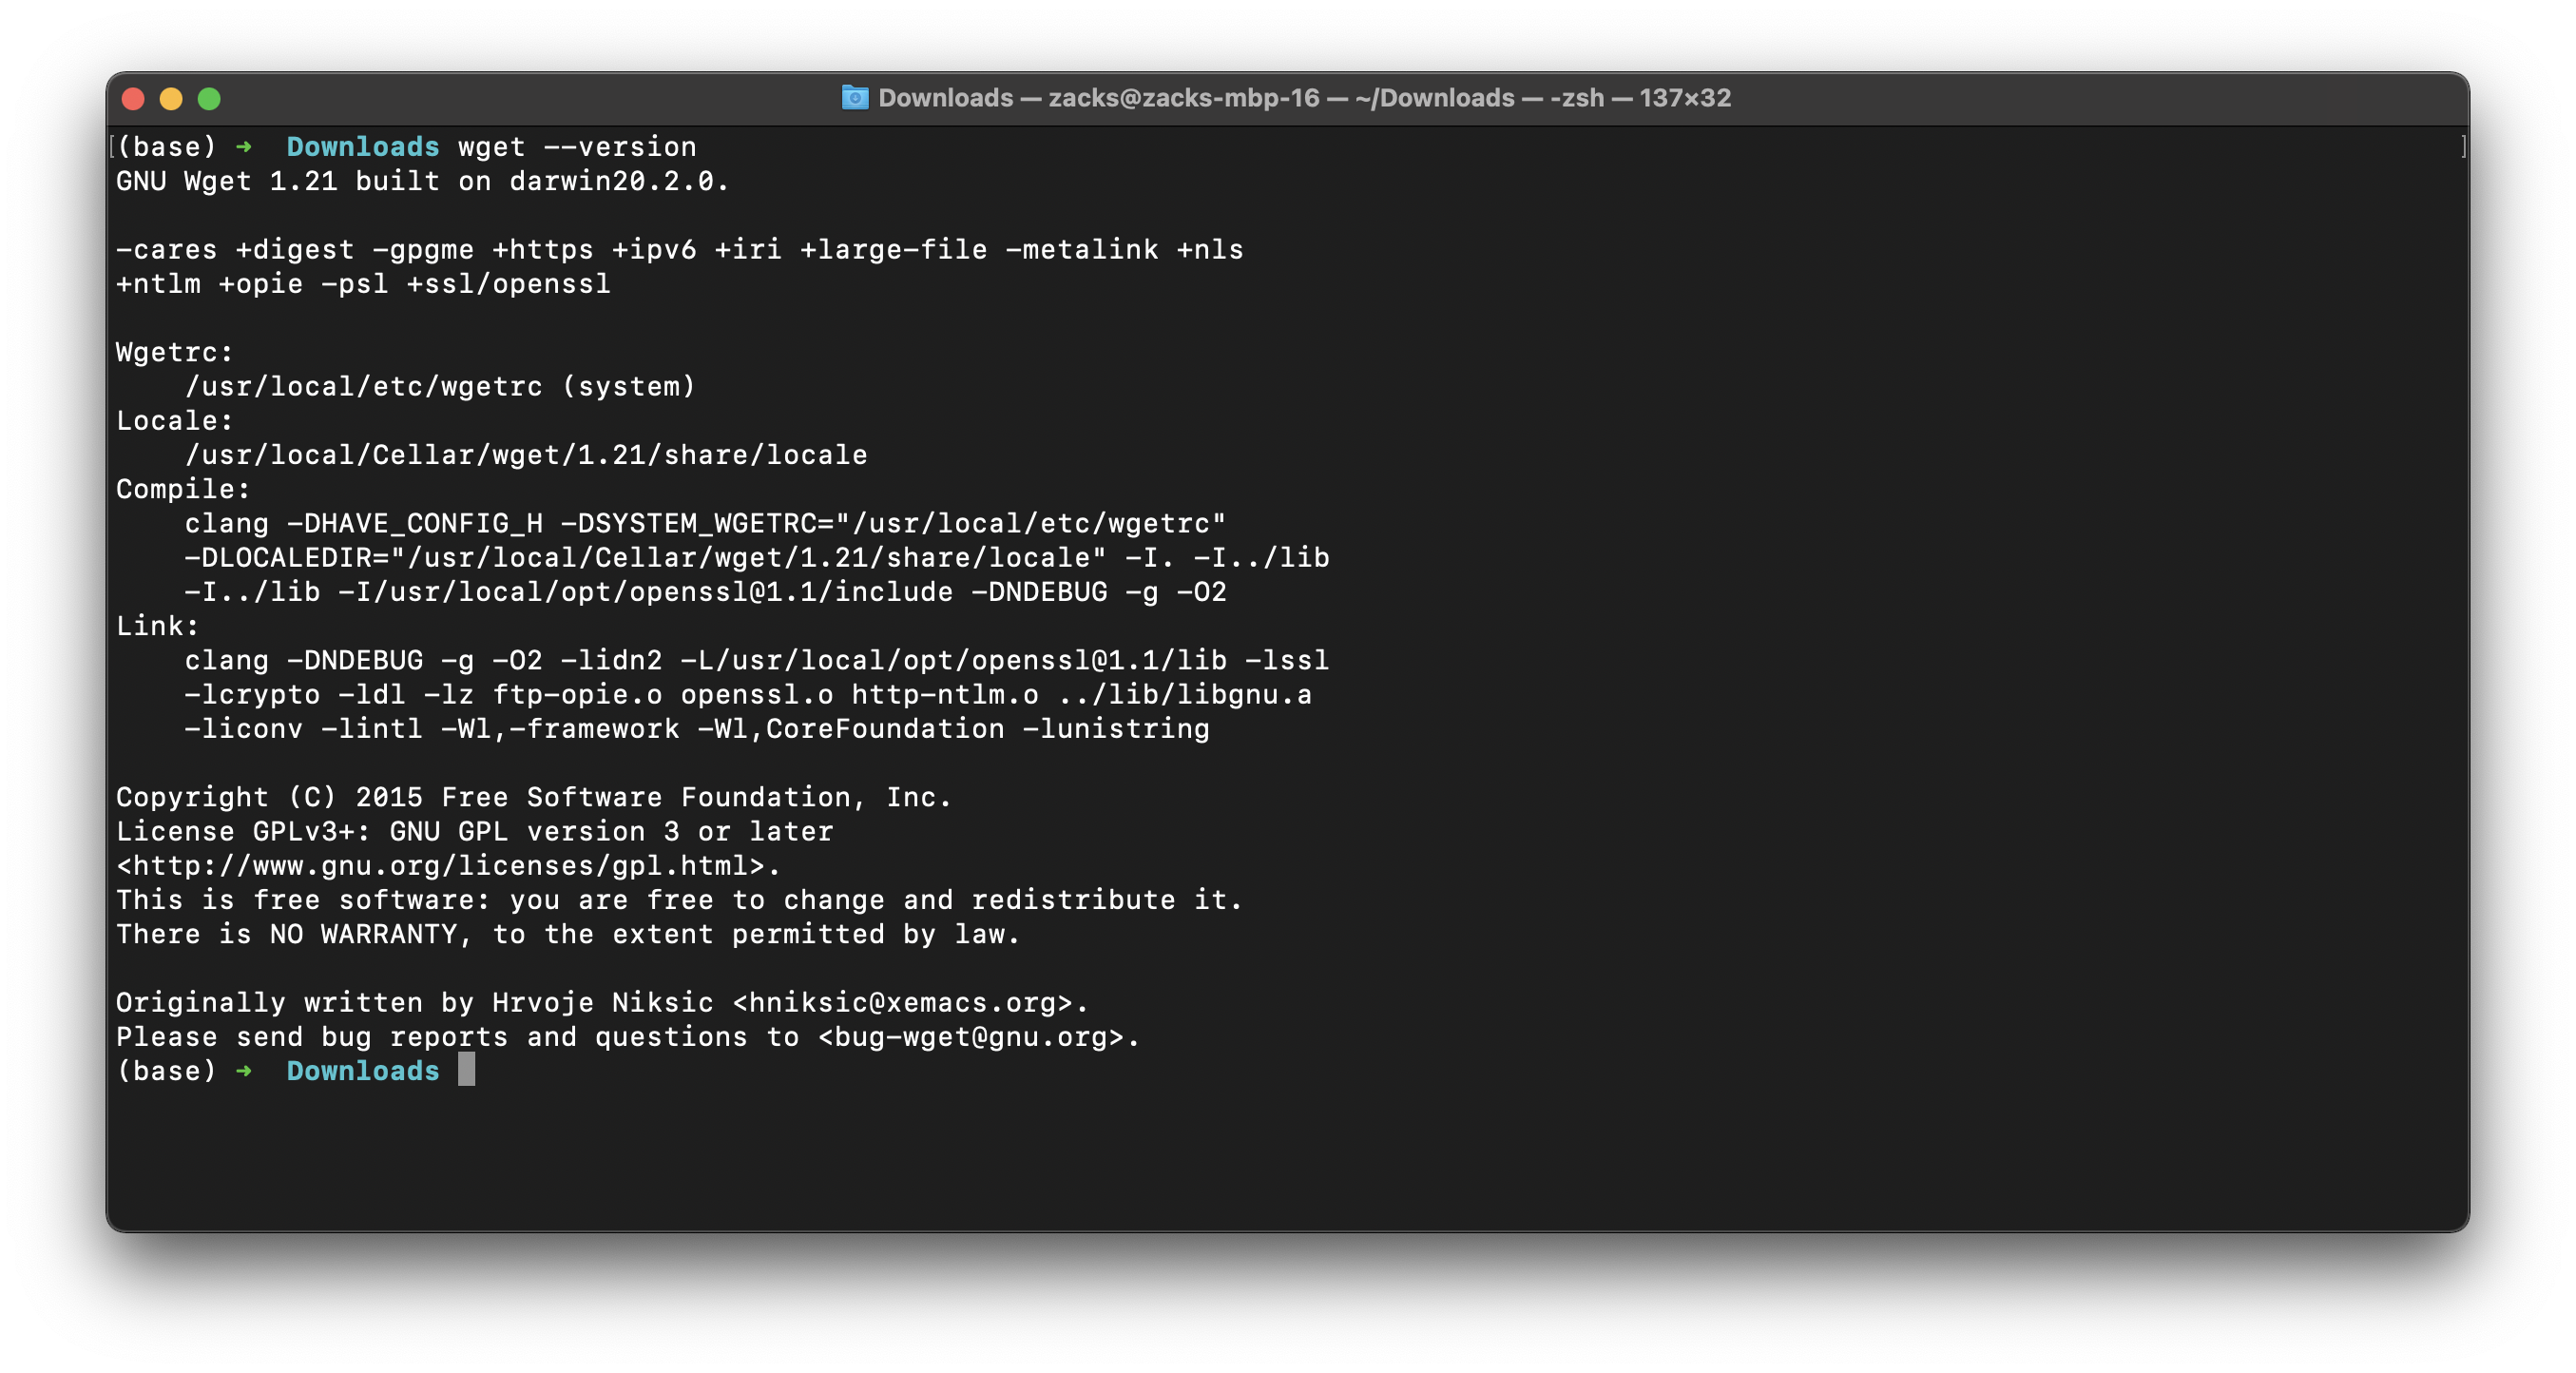 Downloads — zacks@zacks-mbp-16 — ~/Downloads — -zsh — 137×32
[(base) ➜  Downloads wget --version ]
GNU Wget 1.21 built on darwin20.2.0.

-cares +digest -gpgme +https +ipv6 +iri +large-file -metalink +nls
+ntlm +opie -psl +ssl/openssl

Wgetrc:
    /usr/local/etc/wgetrc (system)
Locale:
    /usr/local/Cellar/wget/1.21/share/locale
Compile:
    clang -DHAVE_CONFIG_H -DSYSTEM_WGETRC="/usr/local/etc/wgetrc"
    -DLOCALEDIR="/usr/local/Cellar/wget/1.21/share/locale" -I. -I../lib
    -I../lib -I/usr/local/opt/openssl@1.1/include -DNDEBUG -g -O2
Link:
    clang -DNDEBUG -g -O2 -lidn2 -L/usr/local/opt/openssl@1.1/lib -lssl
    -lcrypto -ldl -lz ftp-opie.o openssl.o http-ntlm.o ../lib/libgnu.a
    -liconv -lintl -Wl,-framework -Wl,CoreFoundation -lunistring

Copyright (C) 2015 Free Software Foundation, Inc.
License GPLv3+: GNU GPL version 3 or later
<http://www.gnu.org/licenses/gpl.html>.
This is free software: you are free to change and redistribute it.
There is NO WARRANTY, to the extent permitted by law.

Originally written by Hrvoje Niksic <hniksic@xemacs.org>.
Please send bug reports and questions to <bug-wget@gnu.org>.
(base) ➜  Downloads